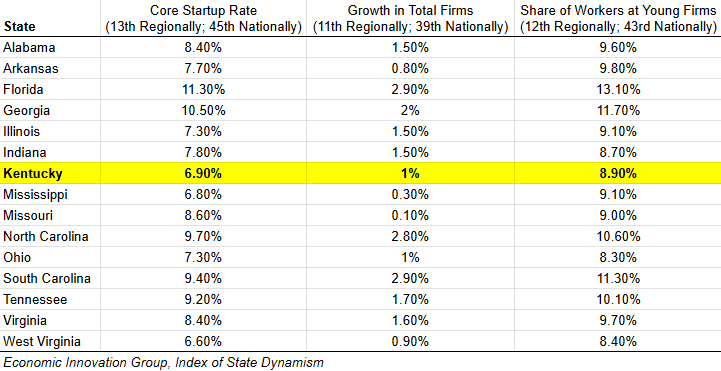 State Core Startup Rate (13th Regionally; 45th Nationally) Growth in Total Firms (11th Regionally; 39th Nationally) Share of Workers at Young Firms (12th Regionally; 43rd Nationally)
Alabama 8.40% 1.50% 9.60%
Arkansas 7.70% 0.80% 9.80%
Florida 11.30% 2.90% 13.10%
Georgia 10.50% 2% 11.70%
Illinois 7.30% 1.50% 9.10%
Indiana 7.80% 1.50% 8.70%
Kentucky 6.90% 1% 8.90%
Mississippi 6.80% 0.30% 9.10%
Missouri 8.60% 0.10% 9.00%
North Carolina 9.70% 2.80% 10.60%
Ohio 7.30% 1% 8.30%
South Carolina 9.40% 2.90% 11.30%
Tennessee 9.20% 1.70% 10.10%
Virginia 8.40% 1.60% 9.70%
West Virginia 6.60% 0.90% 8.40%
Economic Innovation Group, Index of State Dynamism